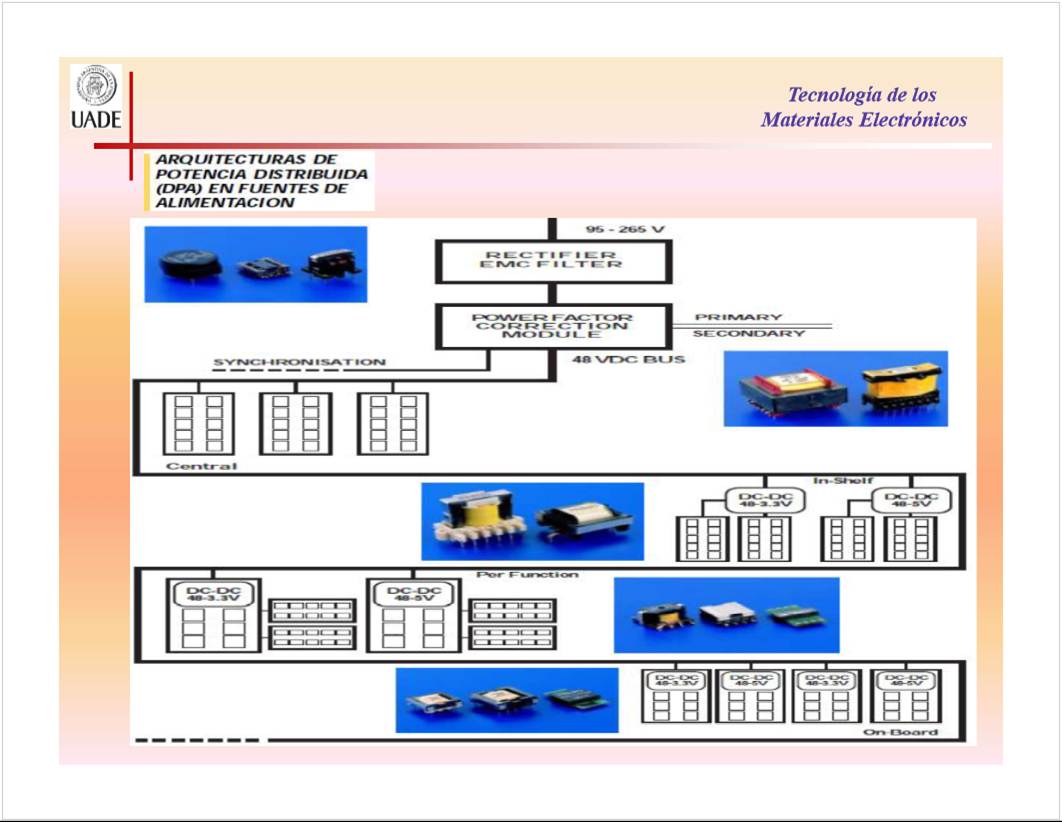 UADE
Tecnología de los
Materiales Electrónicos
ARQUITECTURAS DE
POTENCIA DISTRIBUIDA
(DPA) EN FUENTES DE
ALIMENTACION
95 - 265 V
RECTIFIER
EMC FILTER
POWER FACTOR
CORRECTION
MODULE
PRIMARY
SECONDARY
SYNCHRONISATION
48 VDC BUS
Central
In-Shelf
DC-DC
48-3.3V
DC-DC
48-5V
Per Function
DC-DC
48-3.3V
DC-DC
48-5V
DC-DC
48-3.3V
DC-DC
48-5V
DC-DC
48-3.3V
DC-DC
48-5V
On-Board